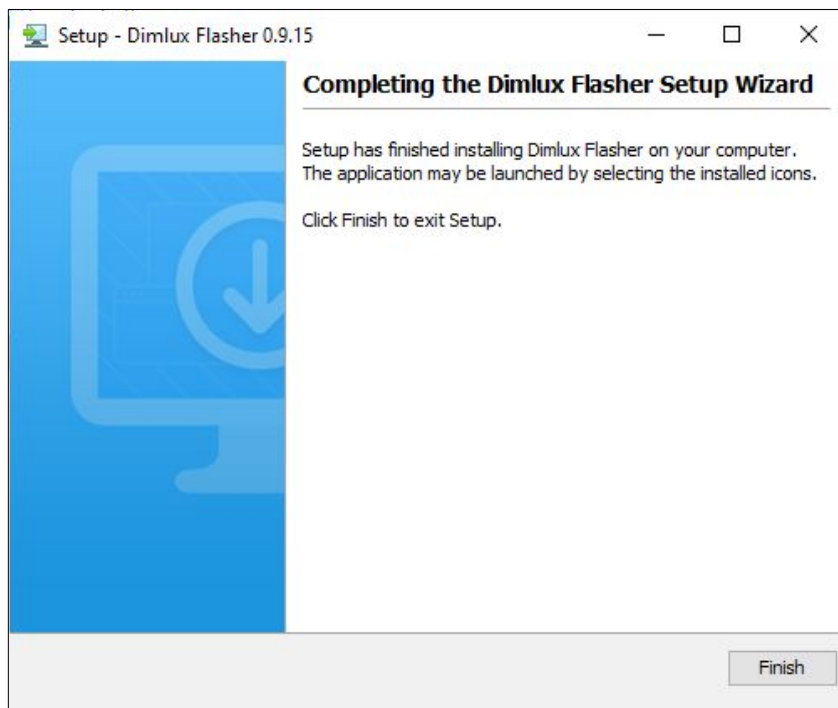 Setup - Dimlux Flasher 0.9.15
Completing the Dimlux Flasher Setup Wizard
Setup has finished installing Dimlux Flasher on your computer.
The application may be launched by selecting the installed icons.
Click Finish to exit Setup.
Finish